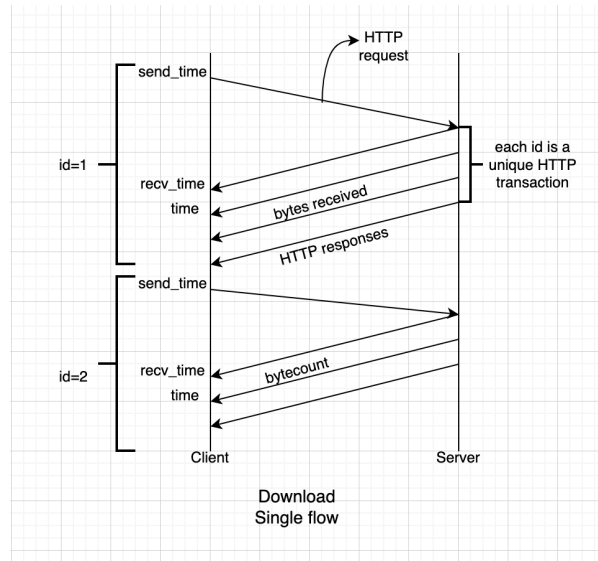 HTTP
request
send_time
each id is a
unique HTTP
transaction
id=1
recv_time
time
bytes received
HTTP responses
send_time
id=2
recv_time
bytecount
time
Client
Server
Download
Single flow